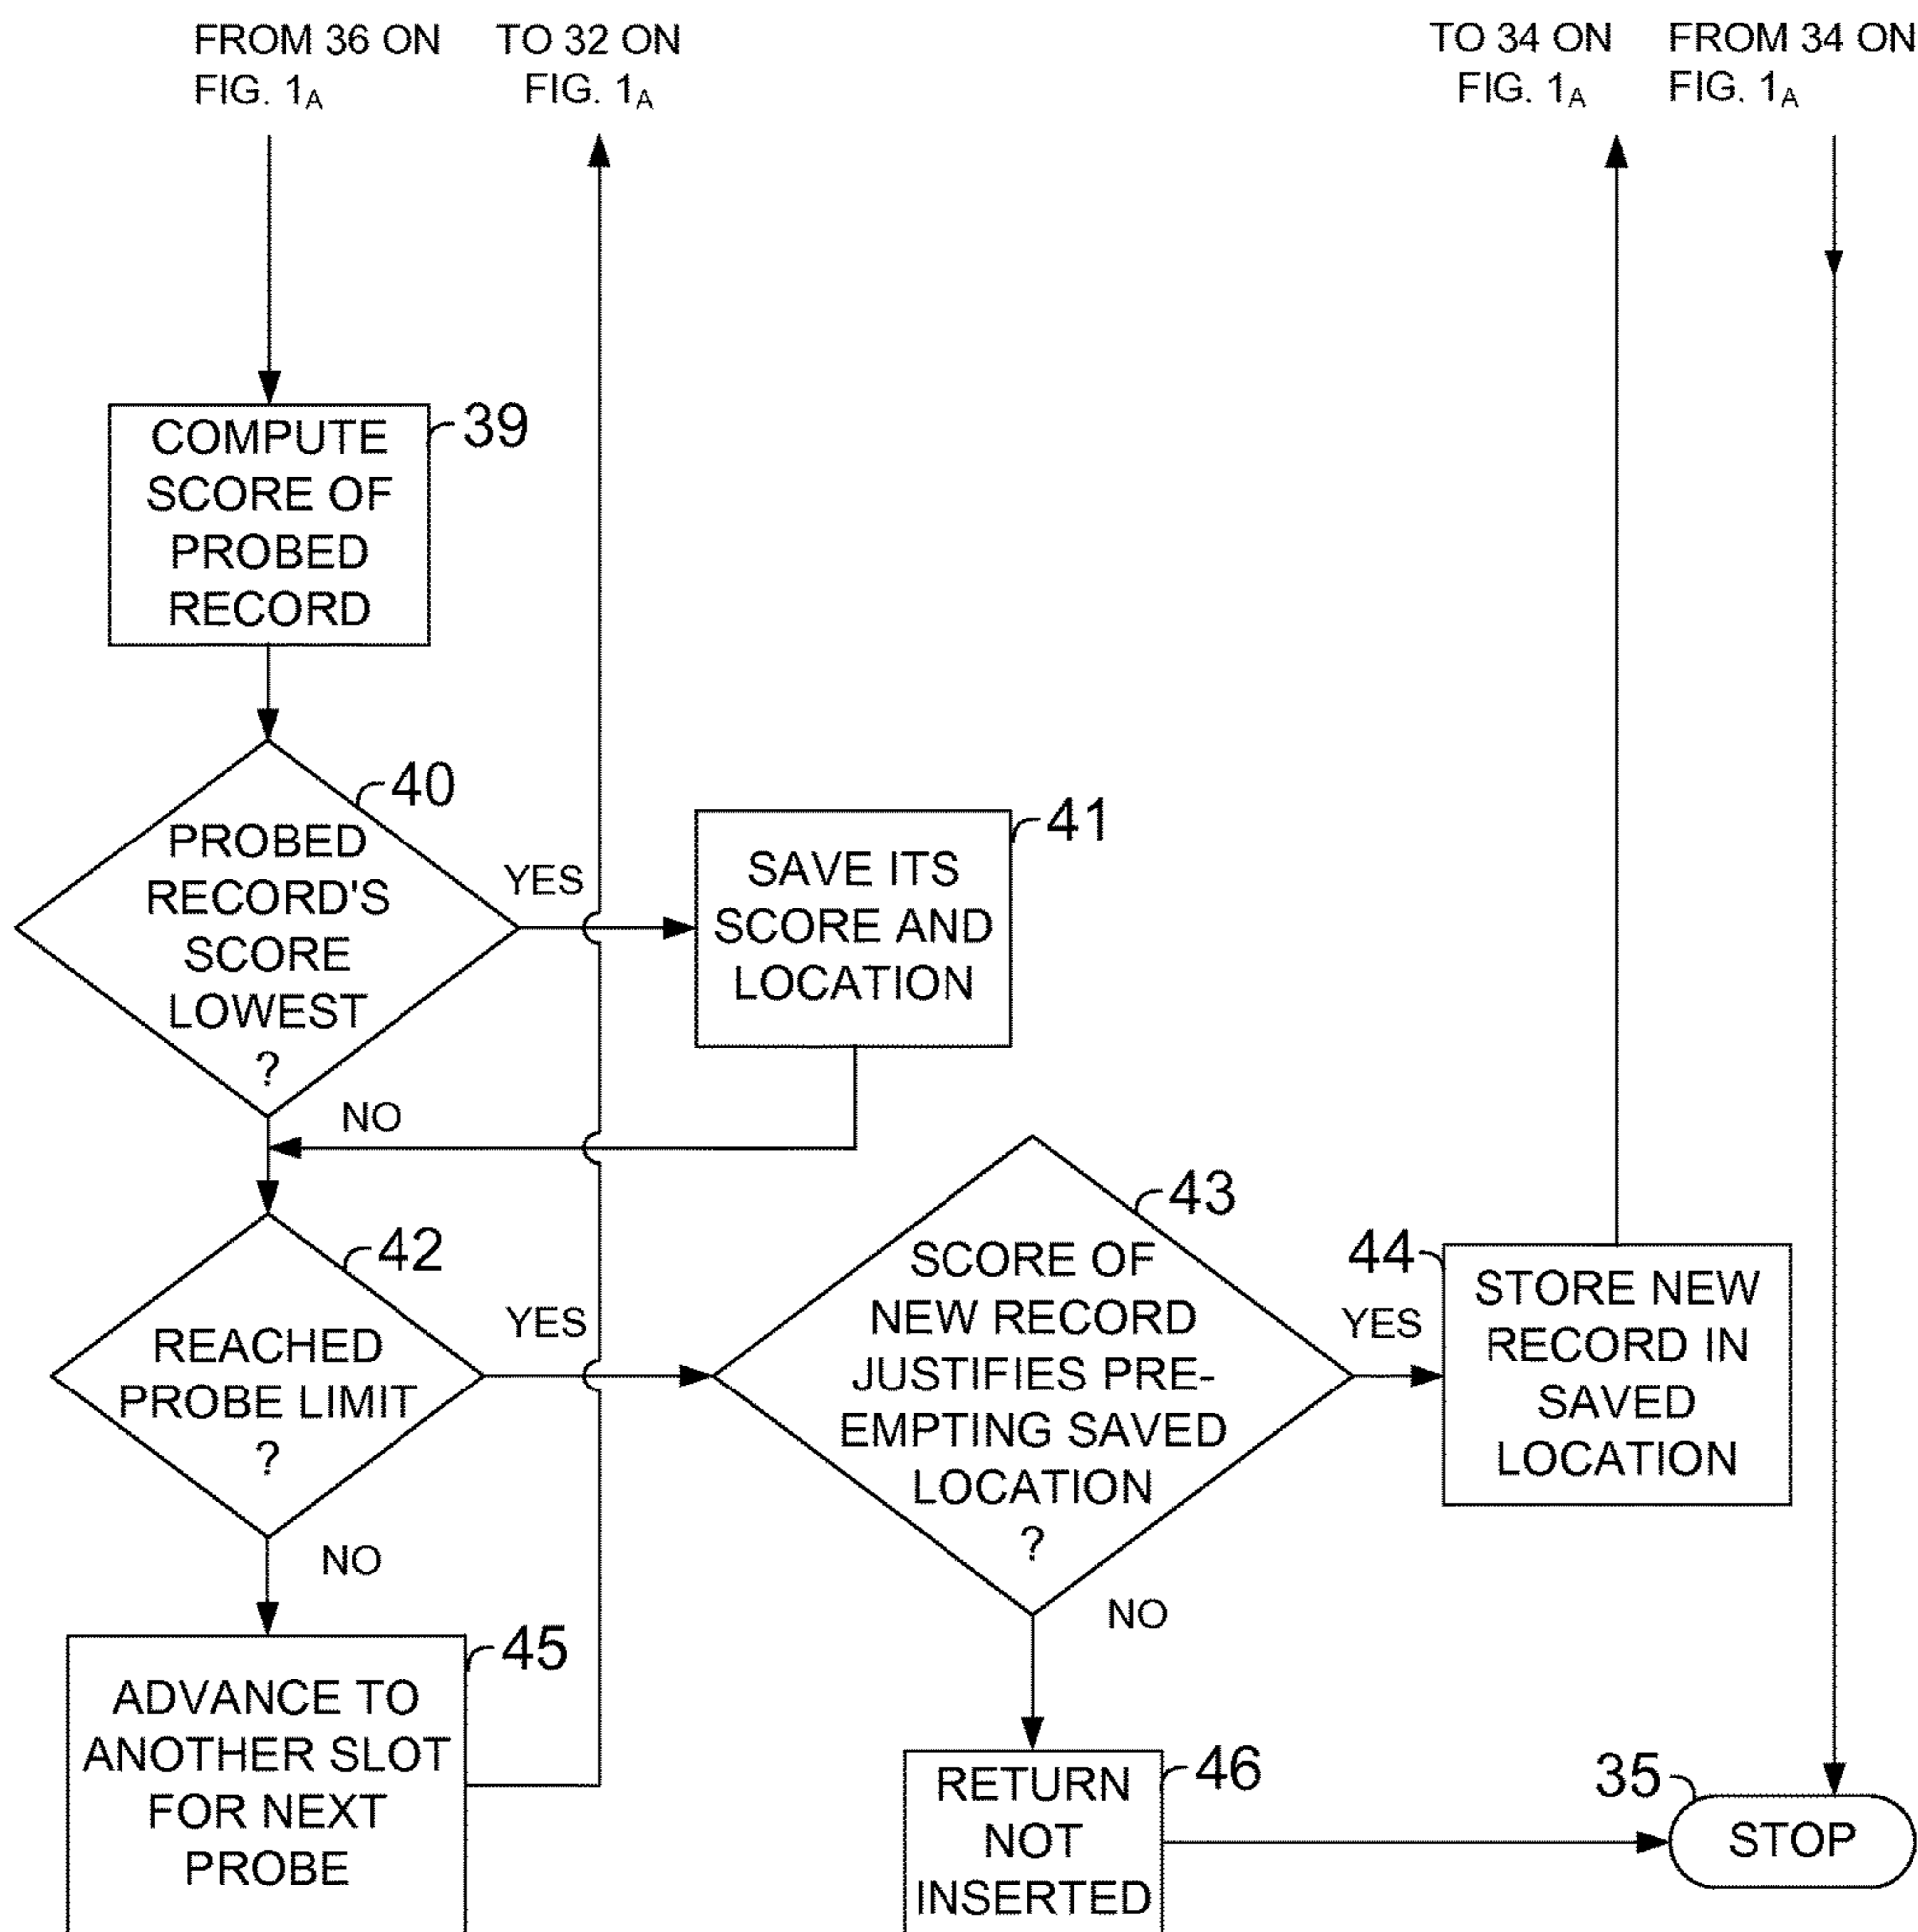 FROM 36 ON
FIG. 1A
TO 32 ON
FIG. 1A
TO 34 ON
FIG. 1A
FROM 34 ON
FIG. 1A
COMPUTE
SCORE OF
PROBED
RECORD
39
40
PROBED
RECORD'S
SCORE
LOWEST
?
YES
NO
41
SAVE ITS
SCORE AND
LOCATION
42
REACHED
PROBE LIMIT
?
YES
NO
43
SCORE OF
NEW RECORD
JUSTIFIES PRE-
EMPTING SAVED
LOCATION
?
YES
NO
44
STORE NEW
RECORD IN
SAVED
LOCATION
45
ADVANCE TO
ANOTHER SLOT
FOR NEXT
PROBE
46
RETURN
NOT
INSERTED
35
STOP